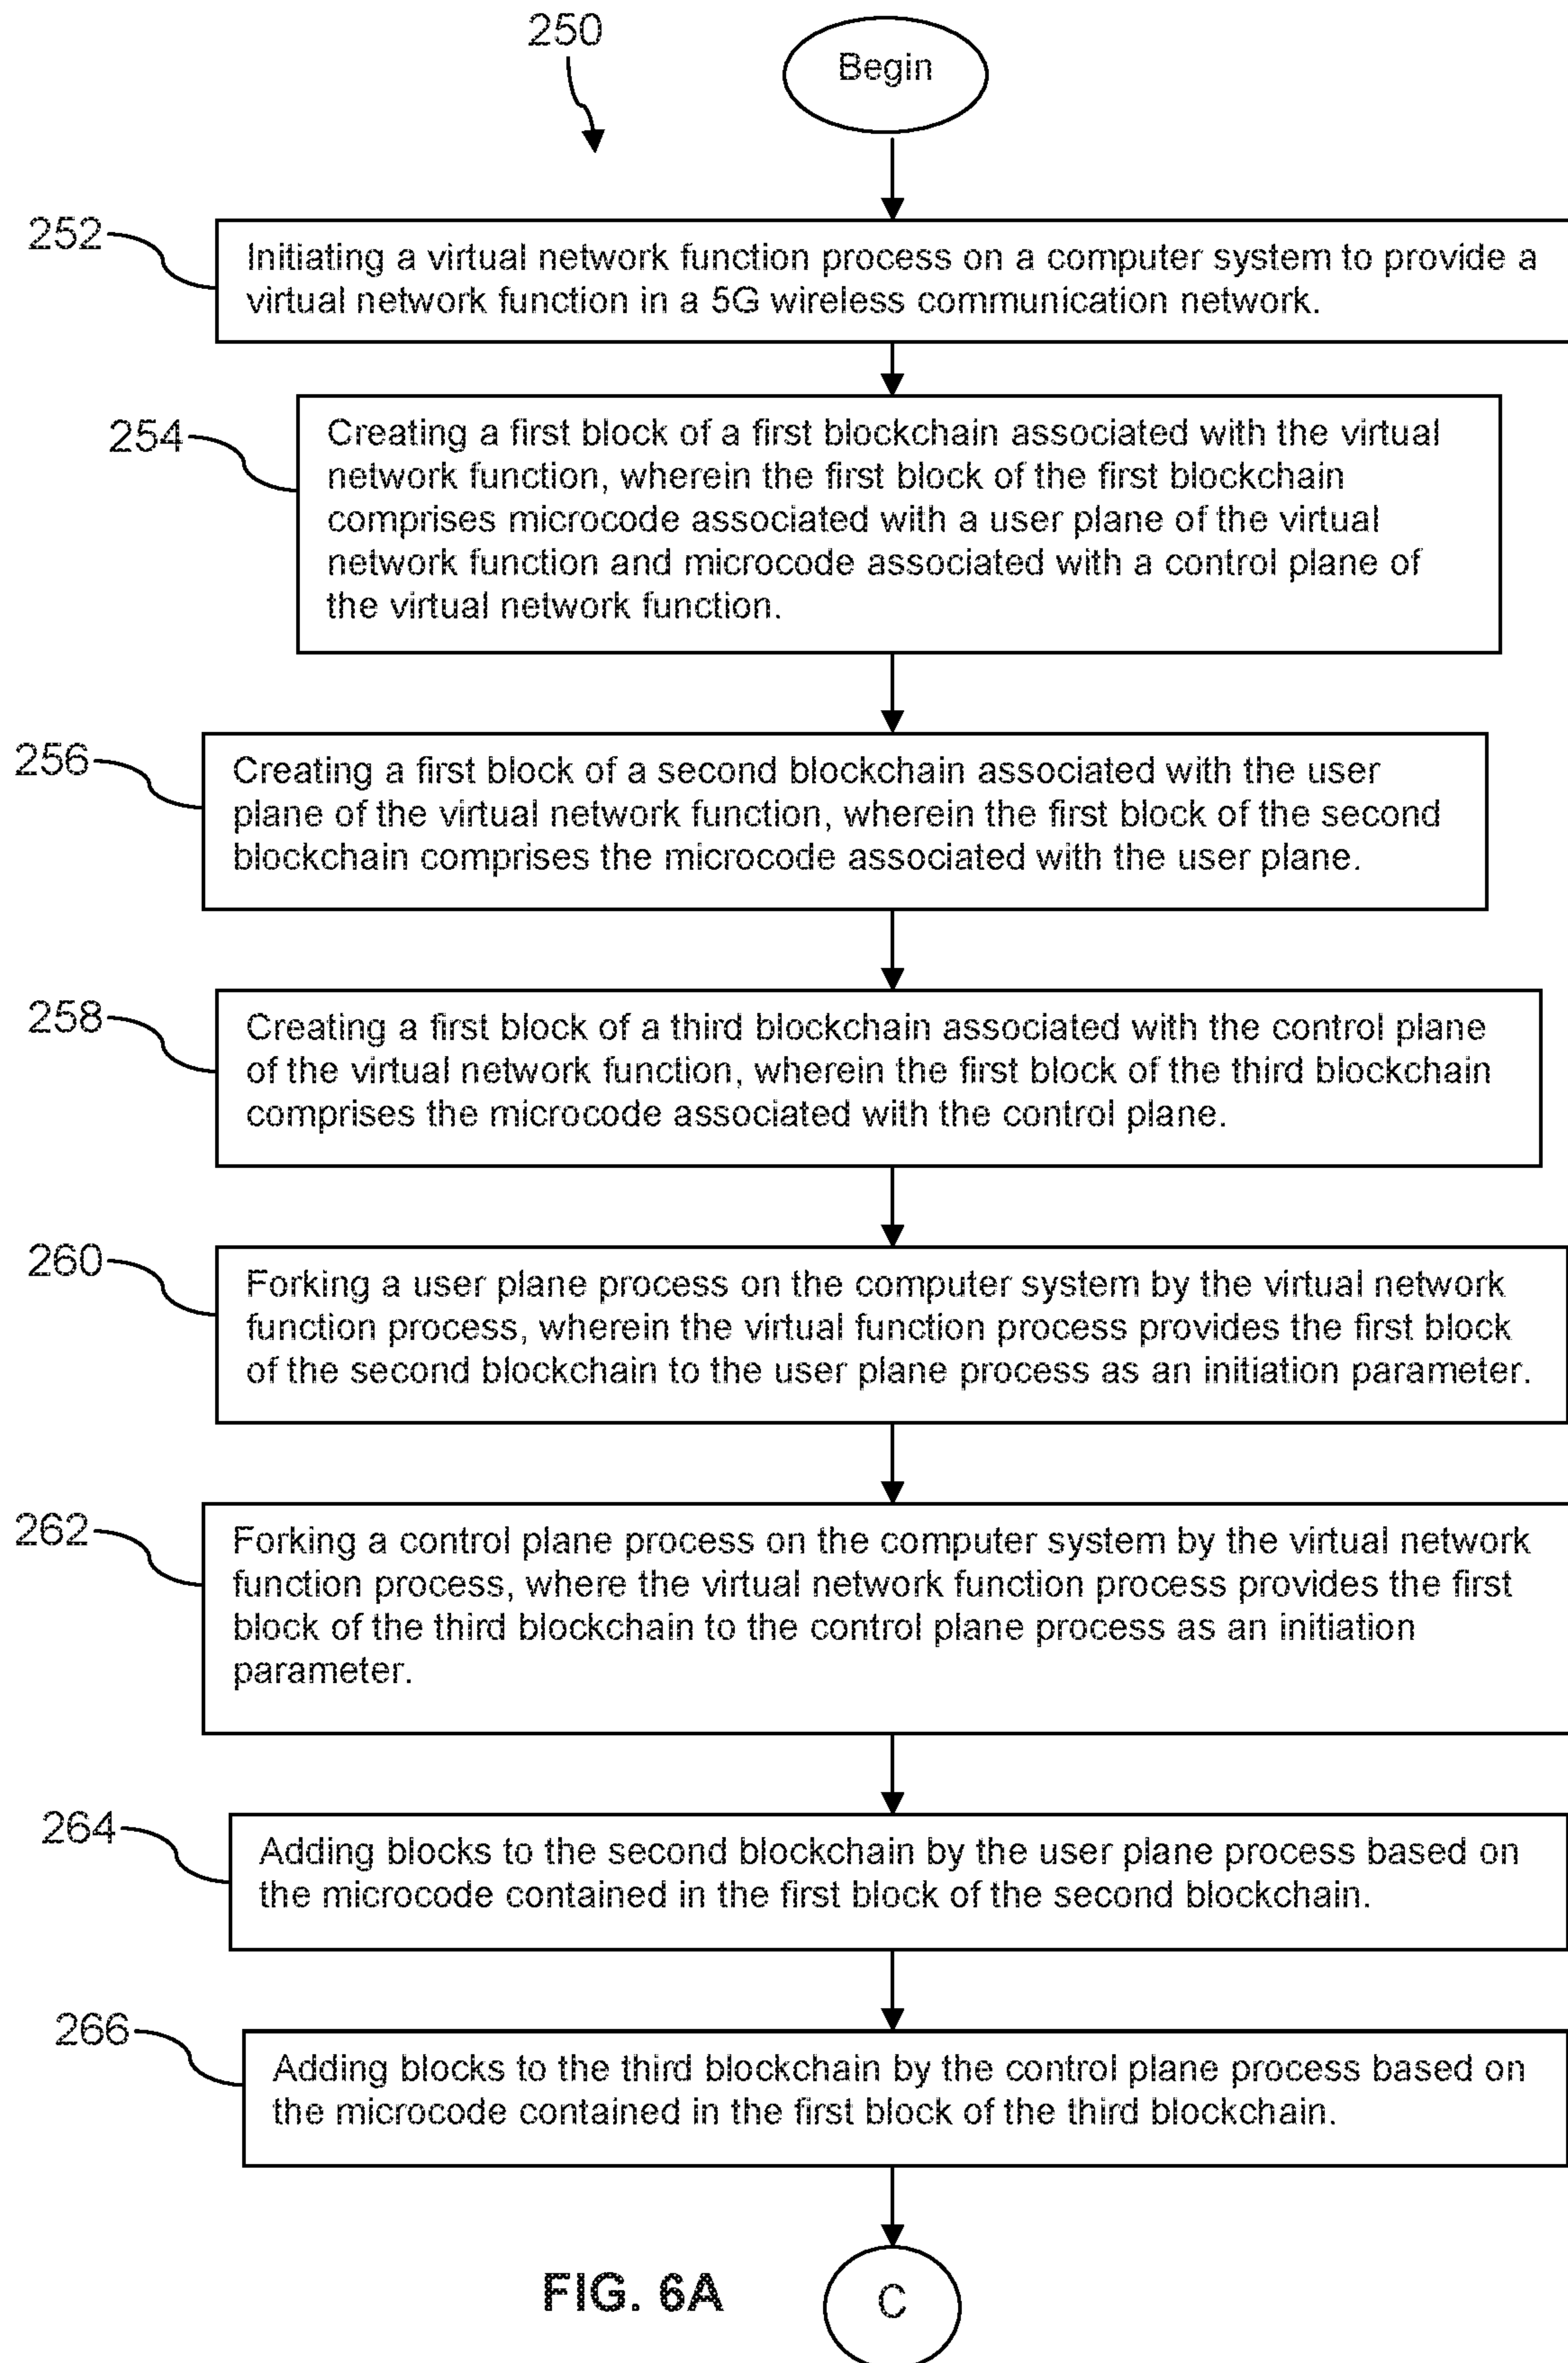 250
Begin
252
Initiating a virtual network function process on a computer system to provide a
virtual network function in a 5G wireless communication network.
254
Creating a first block of a first blockchain associated with the virtual
network function, wherein the first block of the first blockchain
comprises microcode associated with a user plane of the virtual
network function and microcode associated with a control plane of
the virtual network function.
256
Creating a first block of a second blockchain associated with the user
plane of the virtual network function, wherein the first block of the second
blockchain comprises the microcode associated with the user plane.
258
Creating a first block of a third blockchain associated with the control plane
of the virtual network function, wherein the first block of the third blockchain
comprises the microcode associated with the control plane.
260
Forking a user plane process on the computer system by the virtual network
function process, wherein the virtual function process provides the first block
of the second blockchain to the user plane process as an initiation parameter.
262
Forking a control plane process on the computer system by the virtual network
function process, where the virtual network function process provides the first
block of the third blockchain to the control plane process as an initiation
parameter.
264
Adding blocks to the second blockchain by the user plane process based on
the microcode contained in the first block of the second blockchain.
266
Adding blocks to the third blockchain by the control plane process based on
the microcode contained in the first block of the third blockchain.
FIG. 6A
C